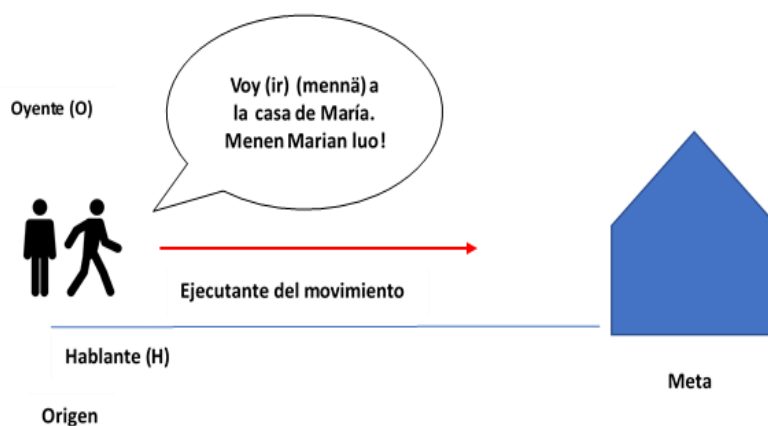 Oyente (O)
Voy (ir) (mennä) a
la casa de María.
Menen Marian luo!
Ejecutante del movimiento
Hablante (H)
Meta
Origen